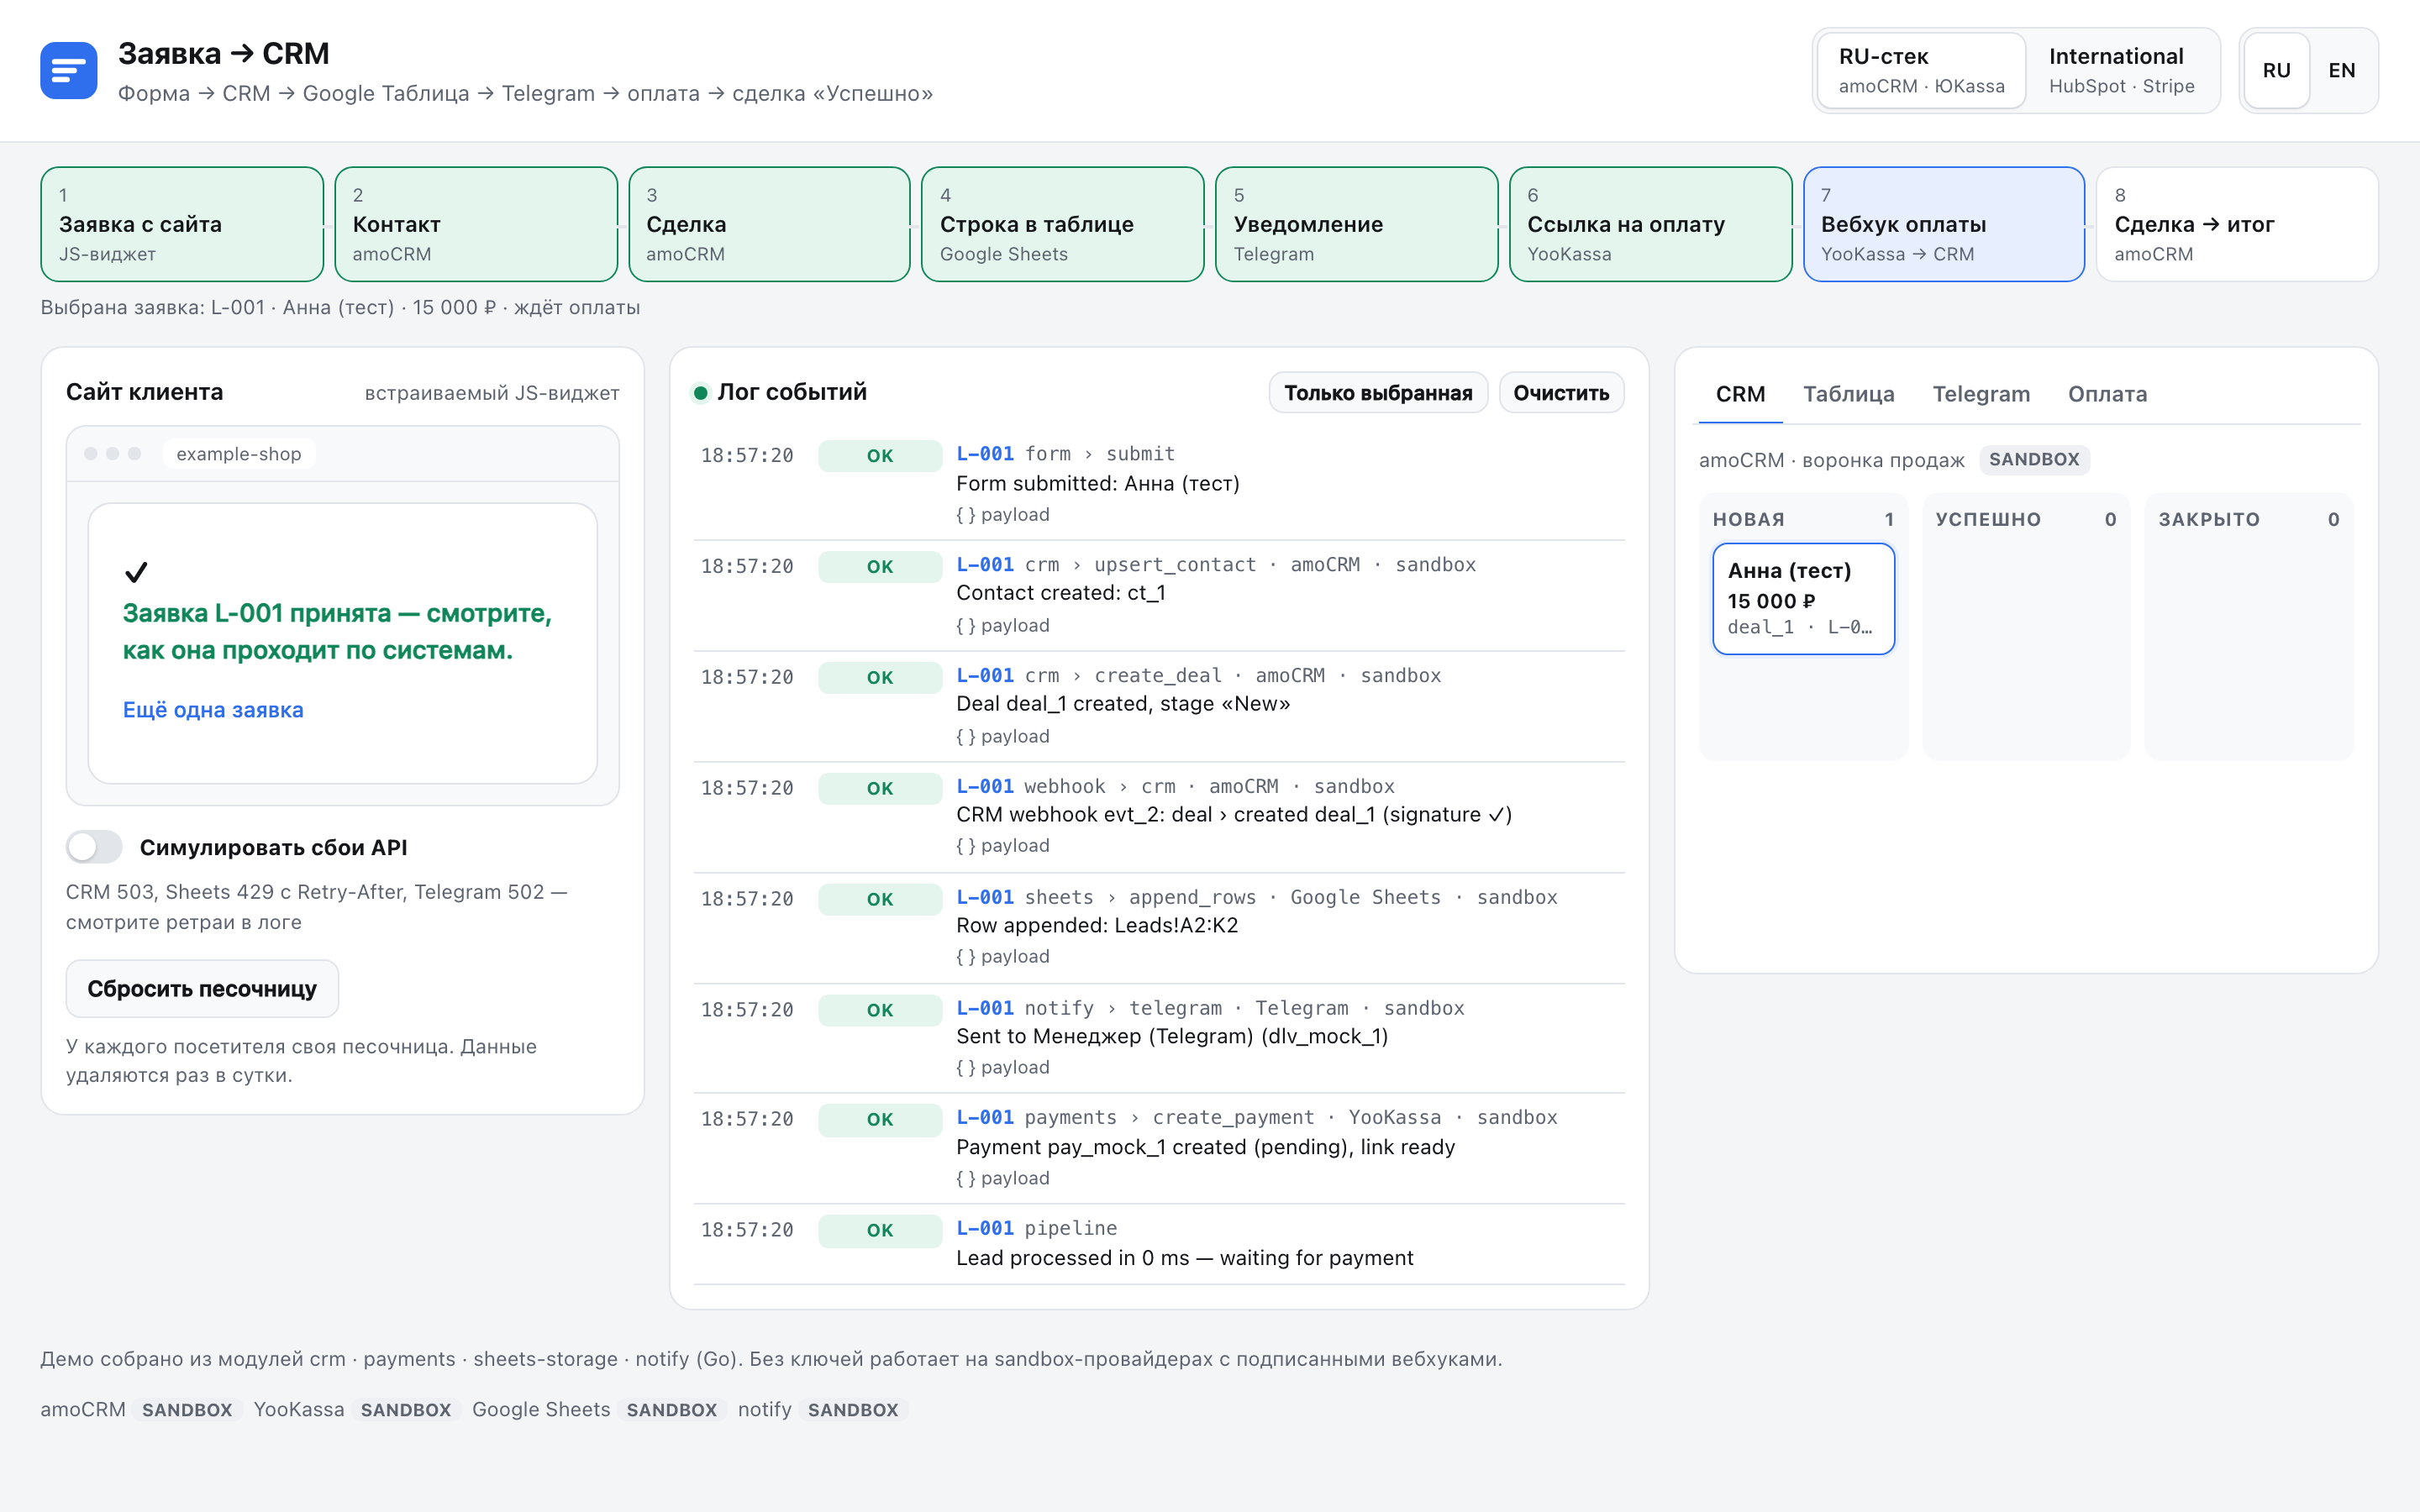 Заявка → CRM
Форма → CRM → Google Таблица → Telegram → оплата → сделка «Успешно»
RU-стек
amoCRM · ЮKassa
International
HubSpot · Stripe
RU
EN
1
Заявка с сайта
JS-виджет
2
Контакт
amoCRM
3
Сделка
amoCRM
4
Строка в таблице
Google Sheets
5
Уведомление
Telegram
6
Ссылка на оплату
YooKassa
7
Вебхук оплаты
YooKassa → CRM
8
Сделка → итог
amoCRM
Выбрана заявка: L-001 · Анна (тест) · 15 000 ₽ · ждёт оплаты
Сайт клиента
встраиваемый JS-виджет
example-shop
✓
Заявка L-001 принята — смотрите,
как она проходит по системам.
Ещё одна заявка
Симулировать сбои API
CRM 503, Sheets 429 с Retry-After, Telegram 502 —
смотрите ретраи в логе
Сбросить песочницу
У каждого посетителя своя песочница. Данные
удаляются раз в сутки.
Лог событий
Только выбранная
Очистить
18:57:20 OK L-001 form › submit
Form submitted: Анна (тест)
{ } payload
18:57:20 OK L-001 crm › upsert_contact · amoCRM · sandbox
Contact created: ct_1
{ } payload
18:57:20 OK L-001 crm › create_deal · amoCRM · sandbox
Deal deal_1 created, stage «New»
{ } payload
18:57:20 OK L-001 webhook › crm · amoCRM · sandbox
CRM webhook evt_2: deal › created deal_1 (signature ✓)
{ } payload
18:57:20 OK L-001 sheets › append_rows · Google Sheets · sandbox
Row appended: Leads!A2:K2
{ } payload
18:57:20 OK L-001 notify › telegram · Telegram · sandbox
Sent to Менеджер (Telegram) (dlv_mock_1)
{ } payload
18:57:20 OK L-001 payments › create_payment · YooKassa · sandbox
Payment pay_mock_1 created (pending), link ready
{ } payload
18:57:20 OK L-001 pipeline
Lead processed in 0 ms — waiting for payment
CRM
Таблица
Telegram
Оплата
amoCRM · воронка продаж SANDBOX
НОВАЯ 1
УСПЕШНО 0
ЗАКРЫТО 0
Анна (тест)
15 000 ₽
deal_1 · L-0…
Демо собрано из модулей crm · payments · sheets-storage · notify (Go). Без ключей работает на sandbox-провайдерах с подписанными вебхуками.
amoCRM SANDBOX YooKassa SANDBOX Google Sheets SANDBOX notify SANDBOX